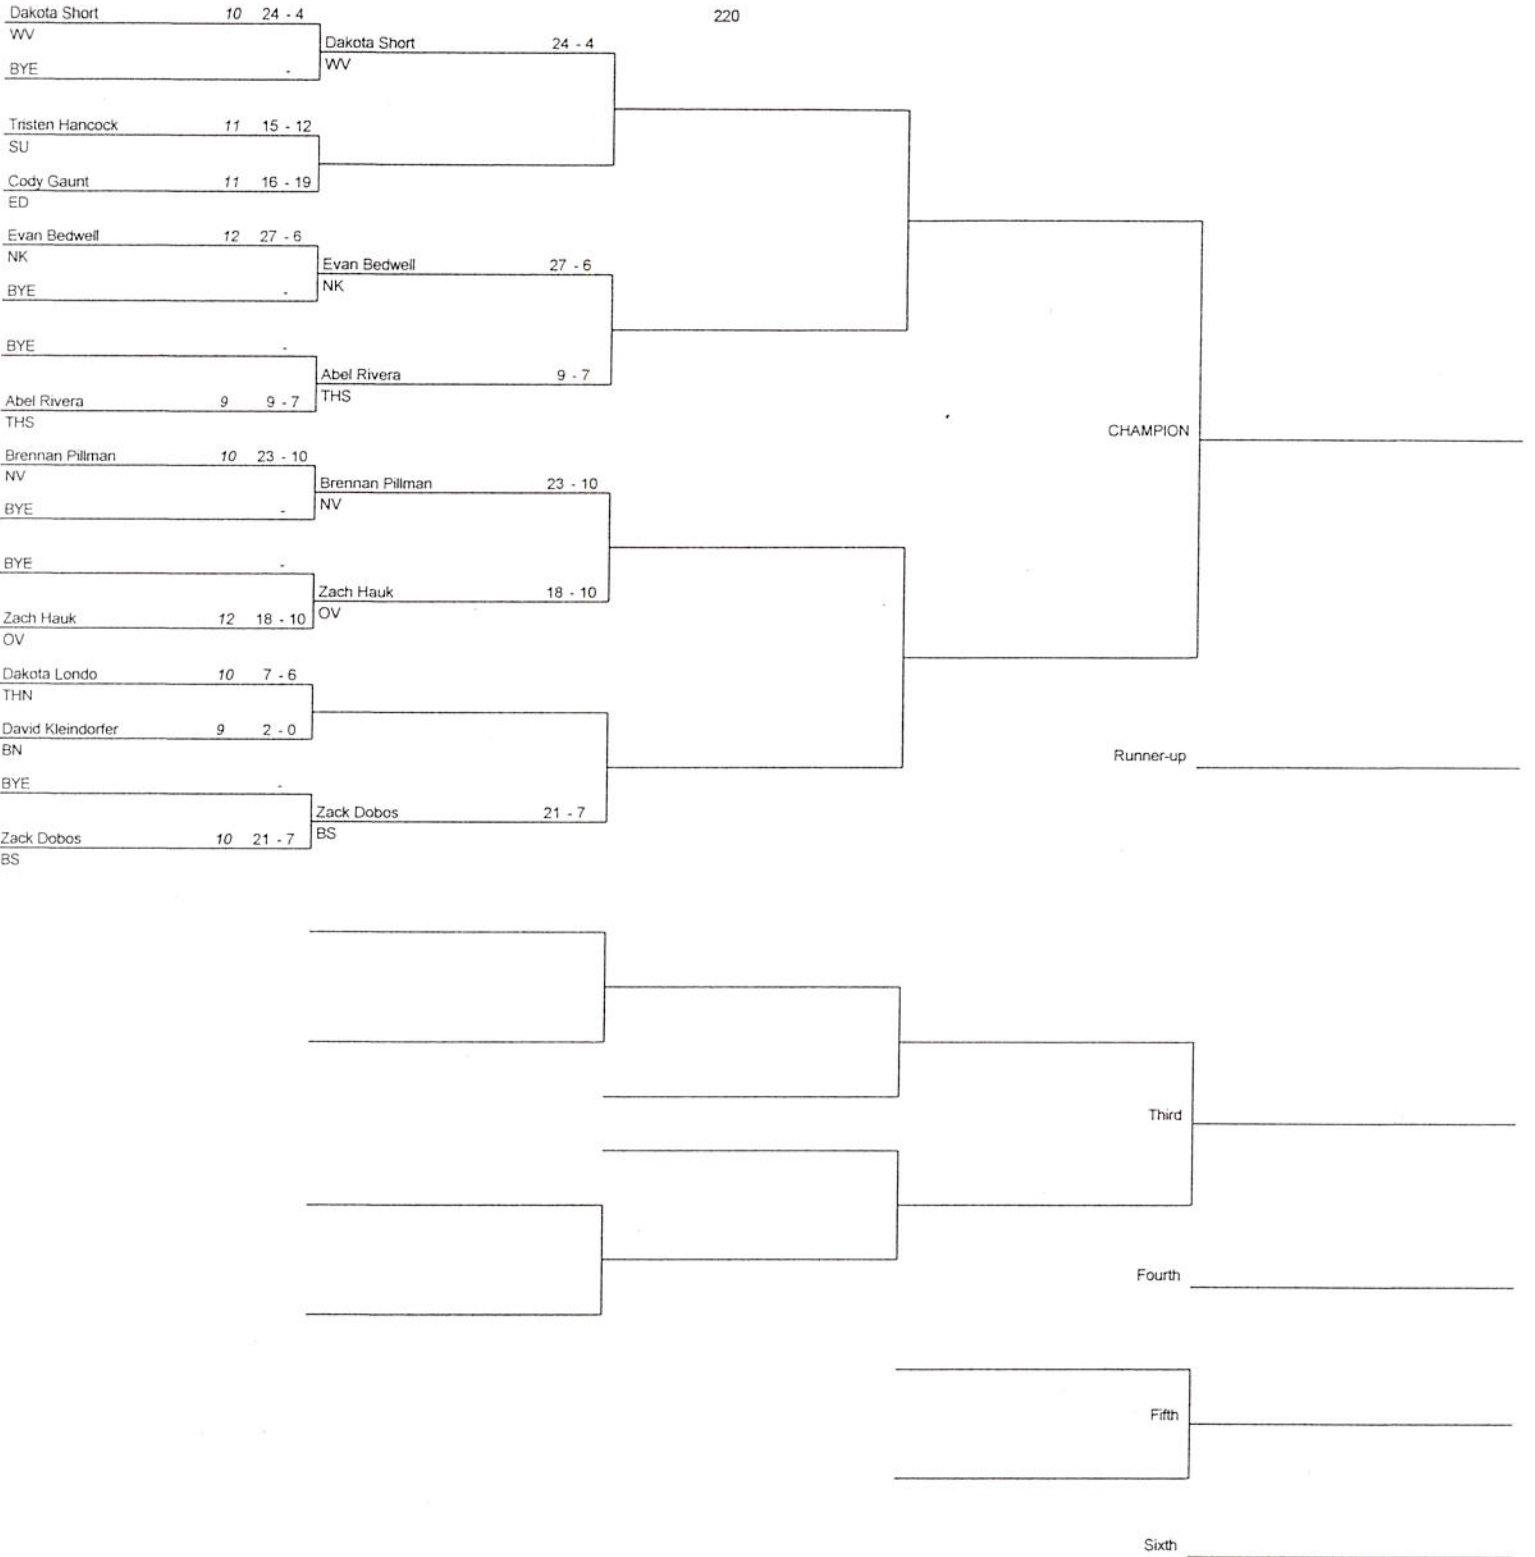 220
Dakota Short 10 24 - 4
WV
BYE -
Dakota Short 24 - 4
WV
Tristen Hancock 11 15 - 12
SU
Cody Gaunt 11 16 - 19
ED
Evan Bedwell 12 27 - 6
NK
BYE -
Evan Bedwell 27 - 6
NK
BYE -
Abel Rivera 9 9 - 7
THS
Abel Rivera 9 - 7
THS
Brennan Pillman 10 23 - 10
NV
BYE -
Brennan Pillman 23 - 10
NV
BYE -
Zach Hauk 12 18 - 10
OV
Zach Hauk 18 - 10
OV
Dakota Londo 10 7 - 6
THN
David Kleindorfer 9 2 - 0
BN
BYE -
Zack Dobos 10 21 - 7
BS
Zack Dobos 21 - 7
BS
CHAMPION
Runner-up
Third
Fourth
Fifth
Sixth